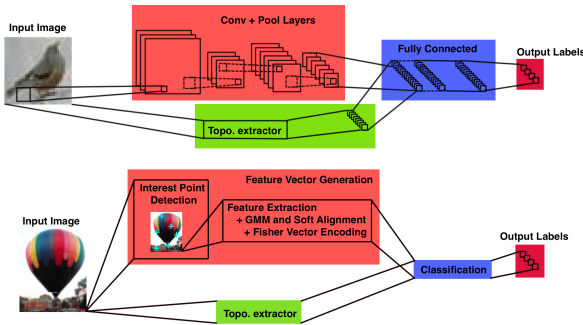 Conv + Pool Layers
Input Image
Fully Connected
Output Labels
Topo. extractor
Feature Vector Generation
Interest Point
Detection
Feature Extraction
+ GMM and Soft Alignment
+ Fisher Vector Encoding
Input Image
Output Labels
Classification
Topo. extractor